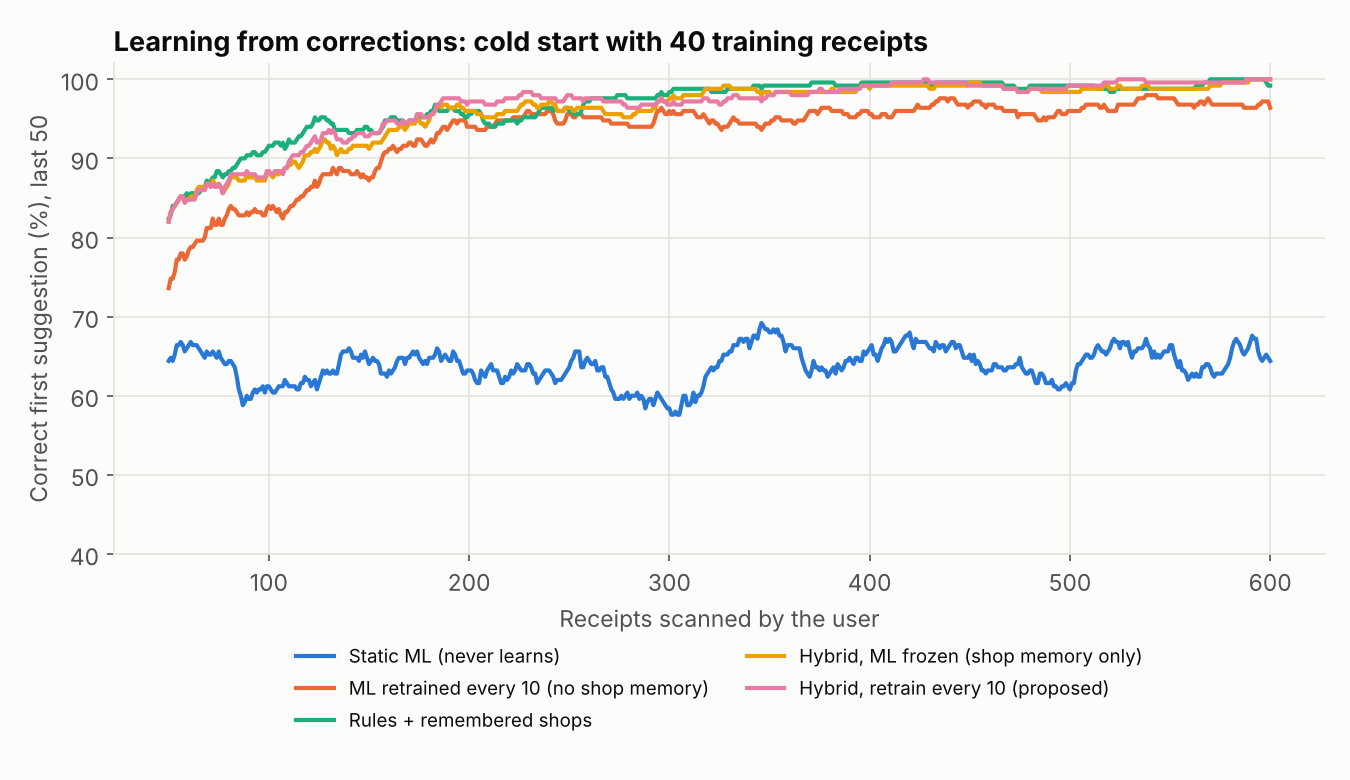 Learning from corrections: cold start with 40 training receipts
Correct first suggestion (%), last 50
100
90
80
70
60
50
40
100
200
300
400
500
600
Receipts scanned by the user
Static ML (never learns)
ML retrained every 10 (no shop memory)
Rules + remembered shops
Hybrid, ML frozen (shop memory only)
Hybrid, retrain every 10 (proposed)